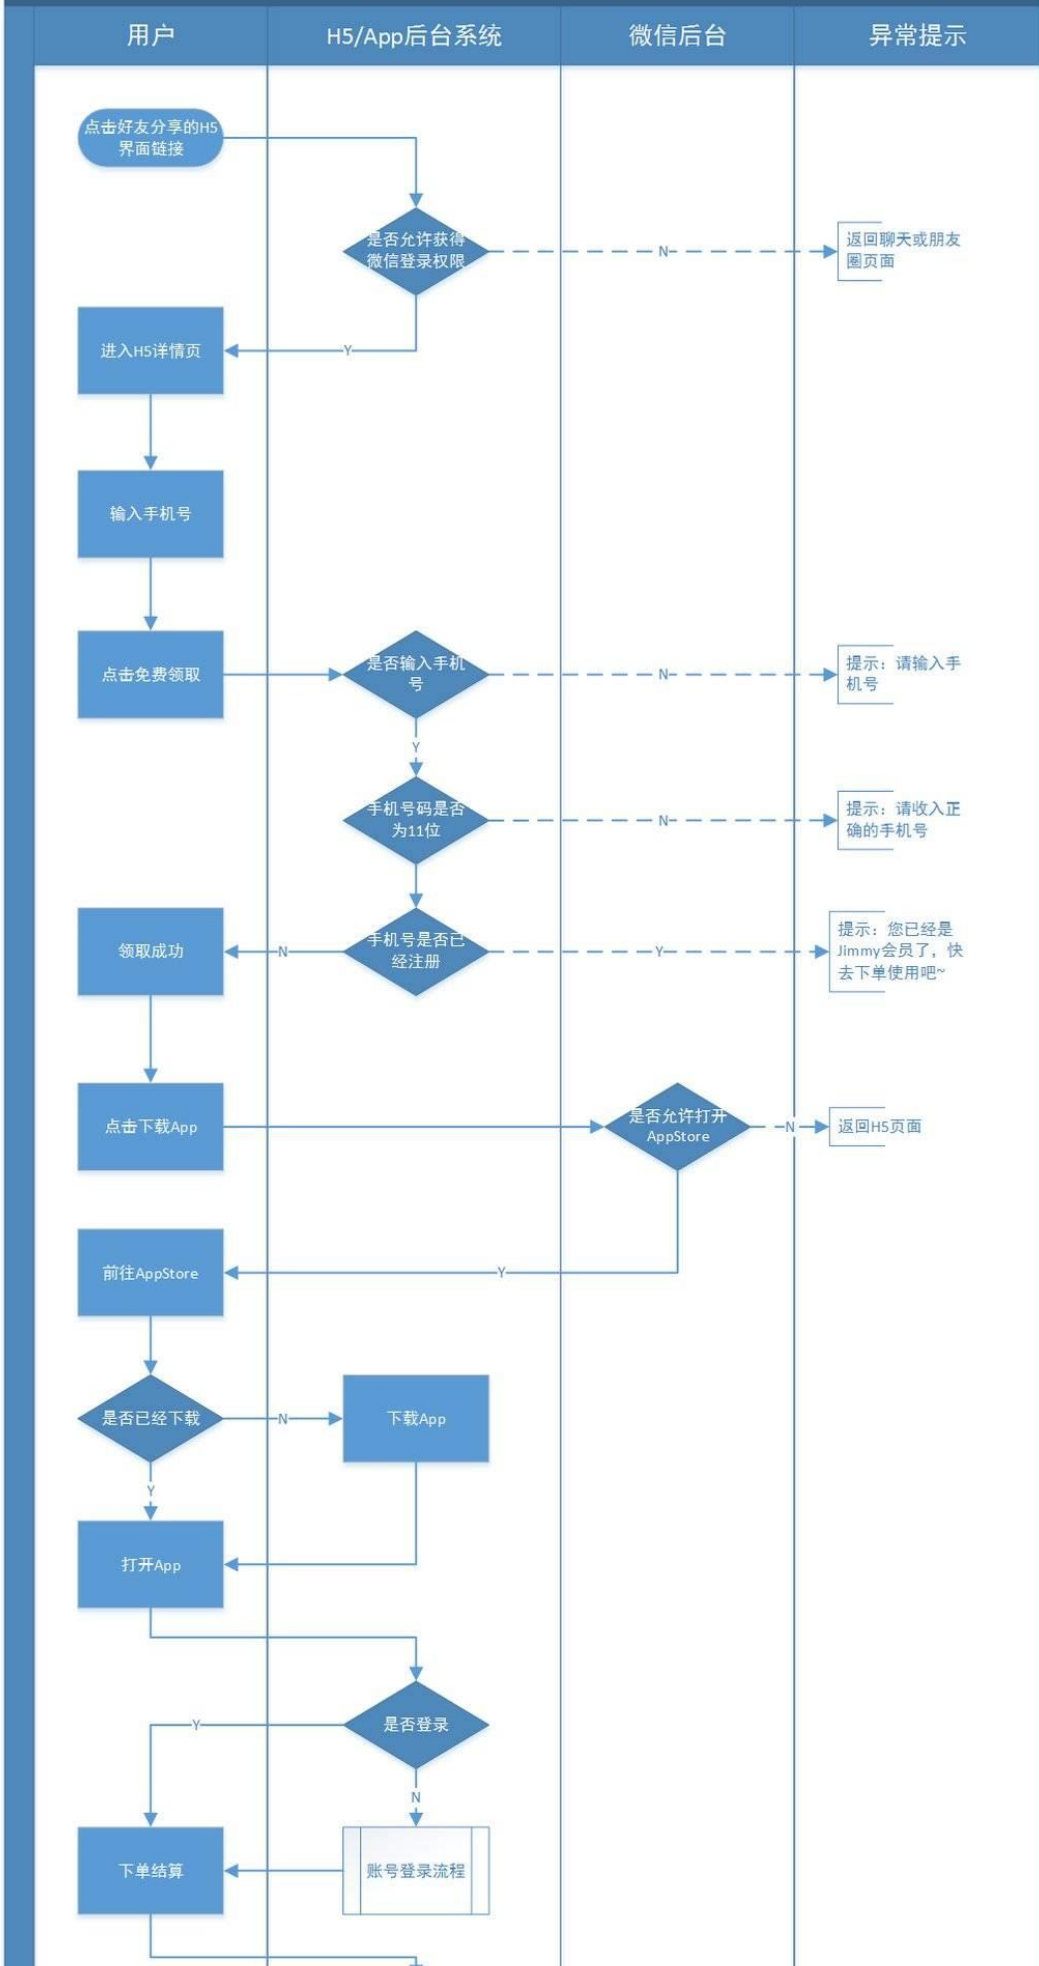 用户
H5/App后台系统
微信后台
异常提示
点击好友分享的H5
界面链接
是否允许获得
微信登录权限
N
返回聊天或朋友
圈页面
Y
进入H5详情页
输入手机号
点击免费领取
是否输入手机
号
N
提示：请输入手
机号
Y
手机号码是否
为11位
N
提示：请收入正
确的手机号
领取成功
N
手机号是否已
经注册
Y
提示：您已经是
Jimmy会员了，快
去下单使用吧~
点击下载App
是否允许打开
AppStore
N
返回H5页面
前往AppStore
Y
是否已经下载
N
下载App
Y
打开App
是否登录
Y
N
下单结算
账号登录流程